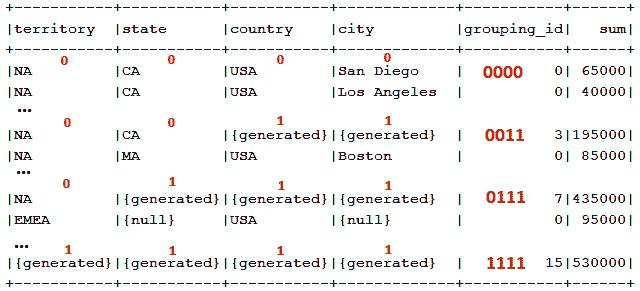 +-----------+-----------+-----------+-----------+-----------+------+
|territory |state |country |city |grouping_id| sum|
+-----------+-----------+-----------+-----------+-----------+------+
0 0 0 0
|NA |CA |USA |San Diego | 0000 0| 65000|
|NA |CA |USA |Los Angeles | 0| 40000|
...
0 0 1 1
|NA |CA |{generated}|{generated}| 0011 3|195000|
|NA |MA |USA |Boston | 0| 85000|
...
0 1 1 1
|NA |{generated}|{generated}|{generated}| 0111 7|435000|
|EMEA |{null} |USA |{null} | 0| 95000|
...
1 1 1 1
|{generated}|{generated}|{generated}|{generated}| 1111 15|530000|
+-----------+-----------+-----------+-----------+-----------+------+